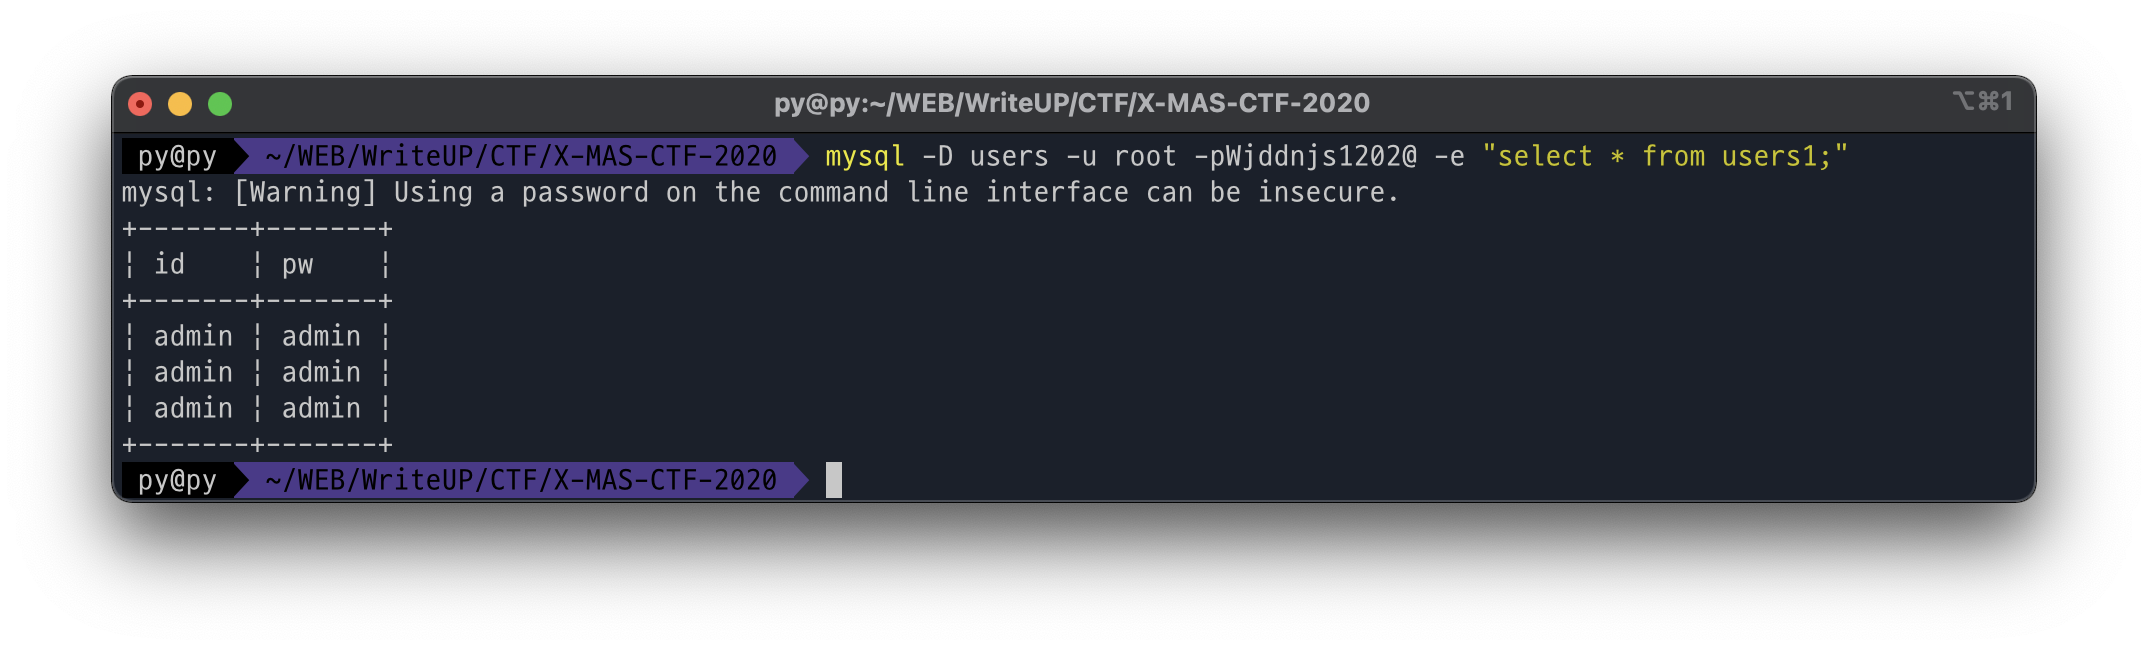 py@py:~/WEB/WriteUP/CTF/X-MAS-CTF-2020 ⌥⌘1
py@py ~/WEB/WriteUP/CTF/X-MAS-CTF-2020 mysql -D users -u root -pWjddnjs1202@ -e "select * from users1;"
mysql: [Warning] Using a password on the command line interface can be insecure.
+-------+-------+
¦ id    ¦ pw    ¦
+-------+-------+
¦ admin ¦ admin ¦
¦ admin ¦ admin ¦
¦ admin ¦ admin ¦
+-------+-------+
py@py ~/WEB/WriteUP/CTF/X-MAS-CTF-2020